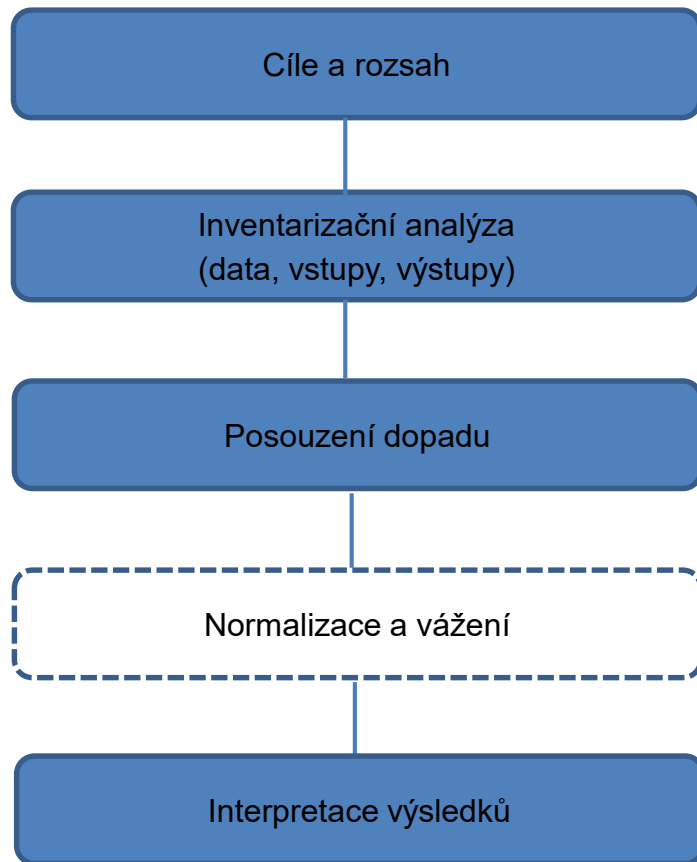 Cíle a rozsah
Inventarizační analýza
(data, vstupy, výstupy)
Posouzení dopadu
Normalizace a vážení
Interpretace výsledků